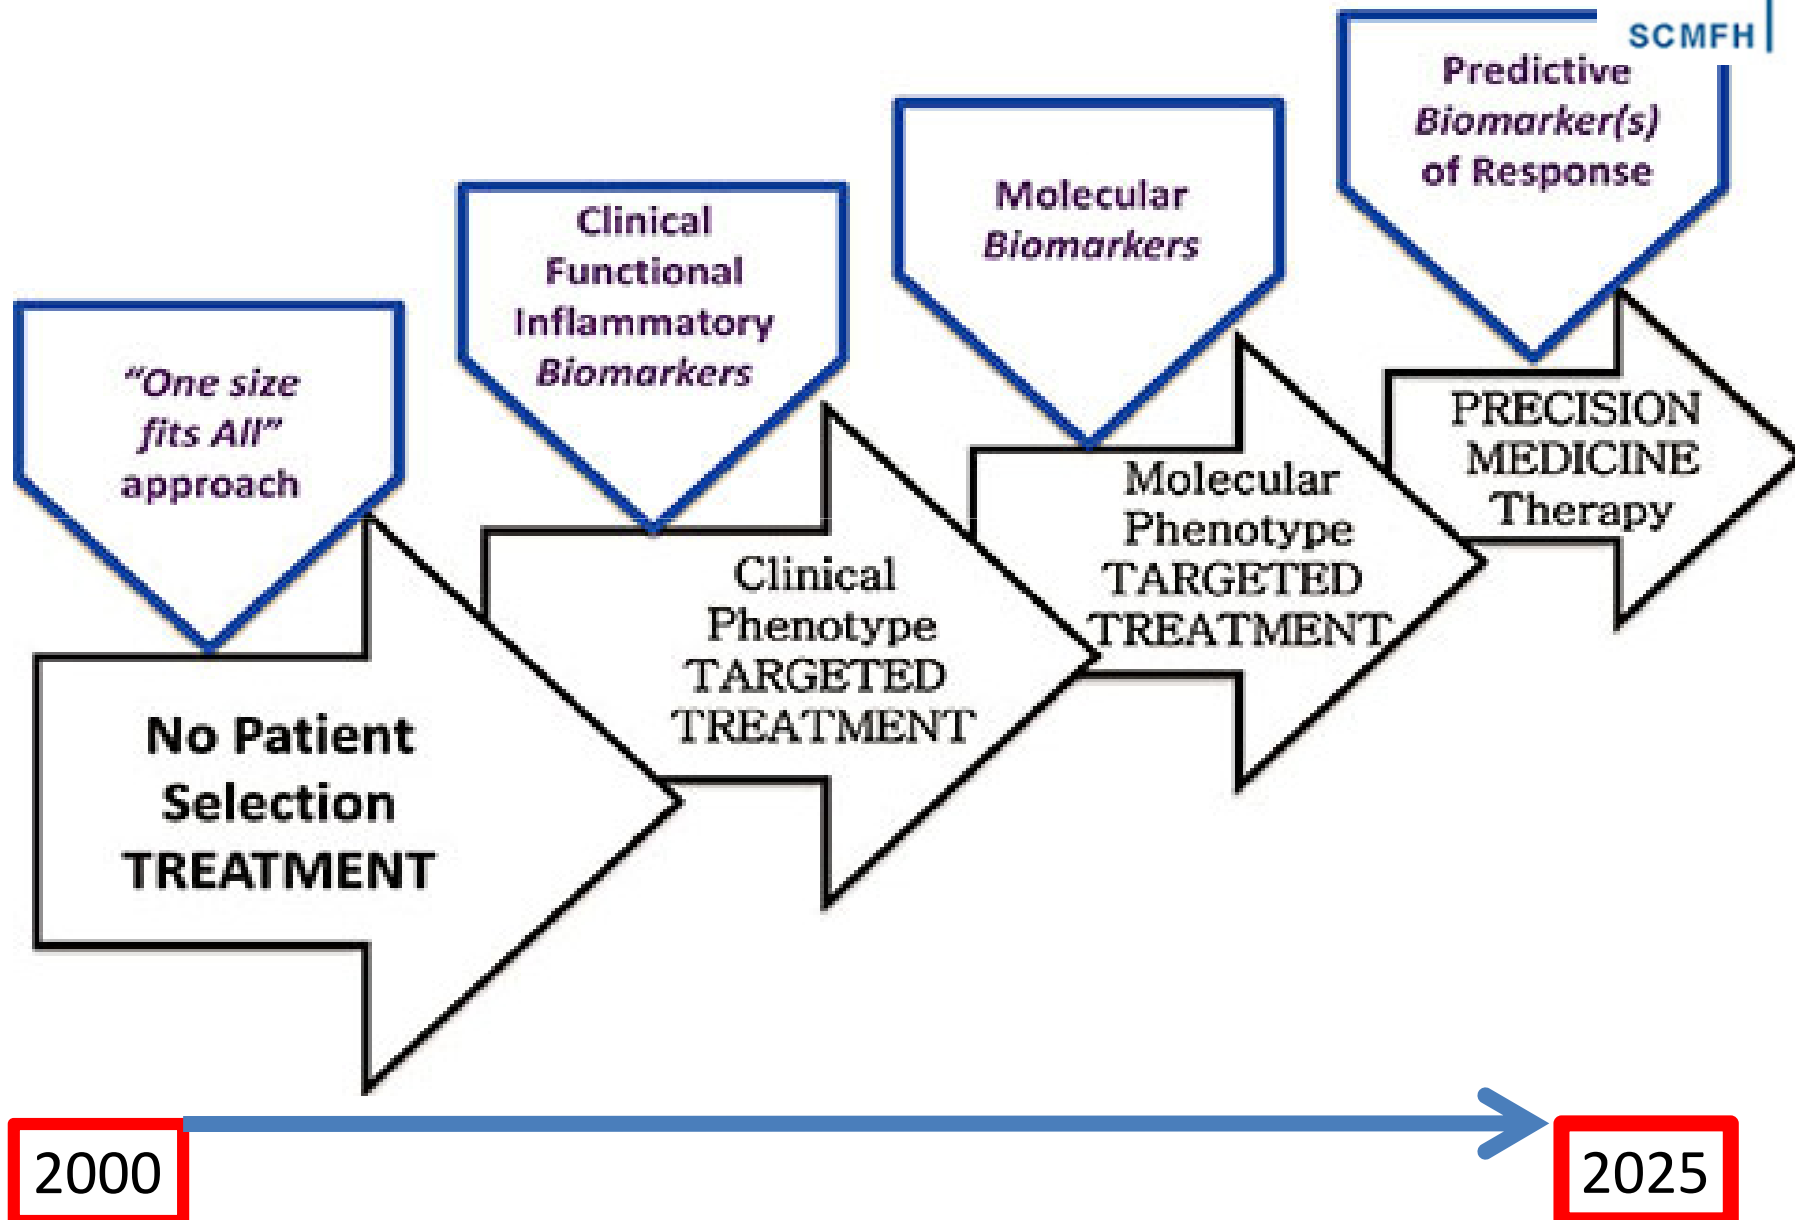 SCMFH
Predictive
Biomarker(s)
of Response
Molecular
Biomarkers
Clinical
Functional
Inflammatory
Biomarkers
“One size
fits All”
approach
No Patient
Selection
TREATMENT
Clinical
Phenotype
TARGETED
TREATMENT
Molecular
Phenotype
TARGETED
TREATMENT
PRECISION
MEDICINE
Therapy
2000
2025